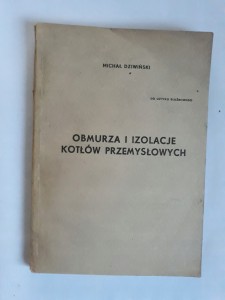 MICHAŁ DZIWIŃSKI
OBMURZA I IZOLACJE
KOTŁÓW PRZEMYSŁOWYCH